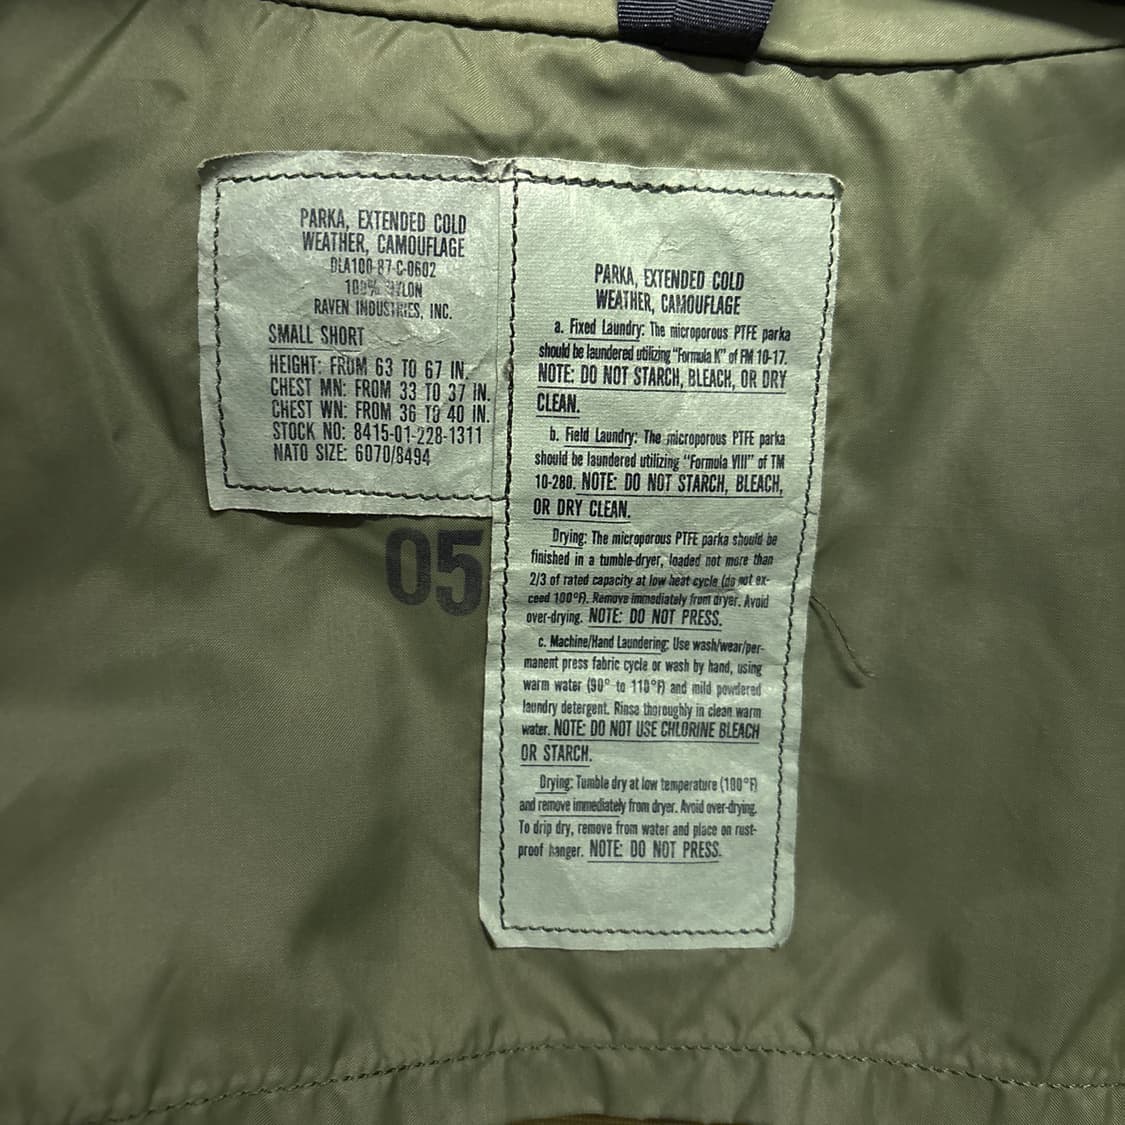 PARKA, EXTENDED COLD
WEATHER, CAMOUFLAGE
DLA100-87-C-0602
100% NYLON
RAVEN INDUSTRIES, INC.
SMALL SHORT
HEIGHT: FROM 63 TO 67 IN.
CHEST MN: FROM 33 TO 37 IN.
CHEST WN: FROM 36 TO 40 IN.
STOCK NO: 8415-01-228-1311
NATO SIZE: 6070/8494
05
PARKA, EXTENDED COLD
WEATHER, CAMOUFLAGE
a. Fixed Laundry: The microporous PTFE parka
should be laundered utilizing "Formula K" of FM 10-17.
NOTE: DO NOT STARCH, BLEACH, OR DRY
CLEAN.
b. Field Laundry: The microporous PTFE parka
should be laundered utilizing "Formula VIII" of TM
10-280. NOTE: DO NOT STARCH, BLEACH,
OR DRY CLEAN.
Drying: The microporous PTFE parka should be
finished in a tumble-dryer, loaded not more than
2/3 of rated capacity at low heat cycle (do not ex-
ceed 100°F). Remove immediately from dryer. Avoid
over-drying. NOTE: DO NOT PRESS.
c. Machine/Hand Laundering: Use wash/wear/per-
manent press fabric cycle or wash by hand, using
warm water (90° to 110°F) and mild powdered
laundry detergent. Rinse thoroughly in clean warm
water. NOTE: DO NOT USE CHLORINE BLEACH
OR STARCH.
Drying: Tumble dry at low temperature (100°F)
and remove immediately from dryer. Avoid over-drying.
To drip dry, remove from water and place on rust-
proof hanger. NOTE: DO NOT PRESS.